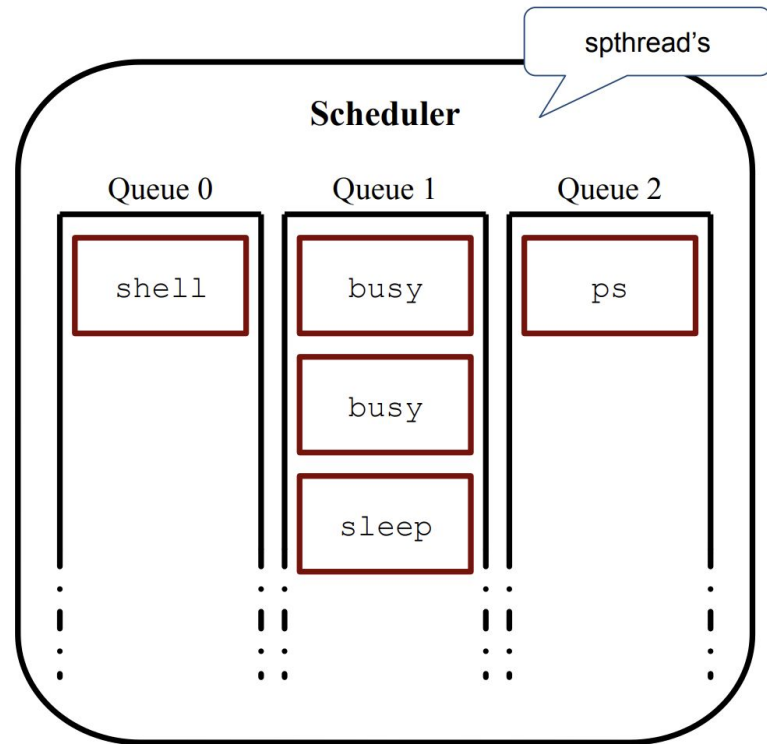 spthread’s
Scheduler
Queue 0 Queue 1 Queue 2
shell busy ps
busy
sleep